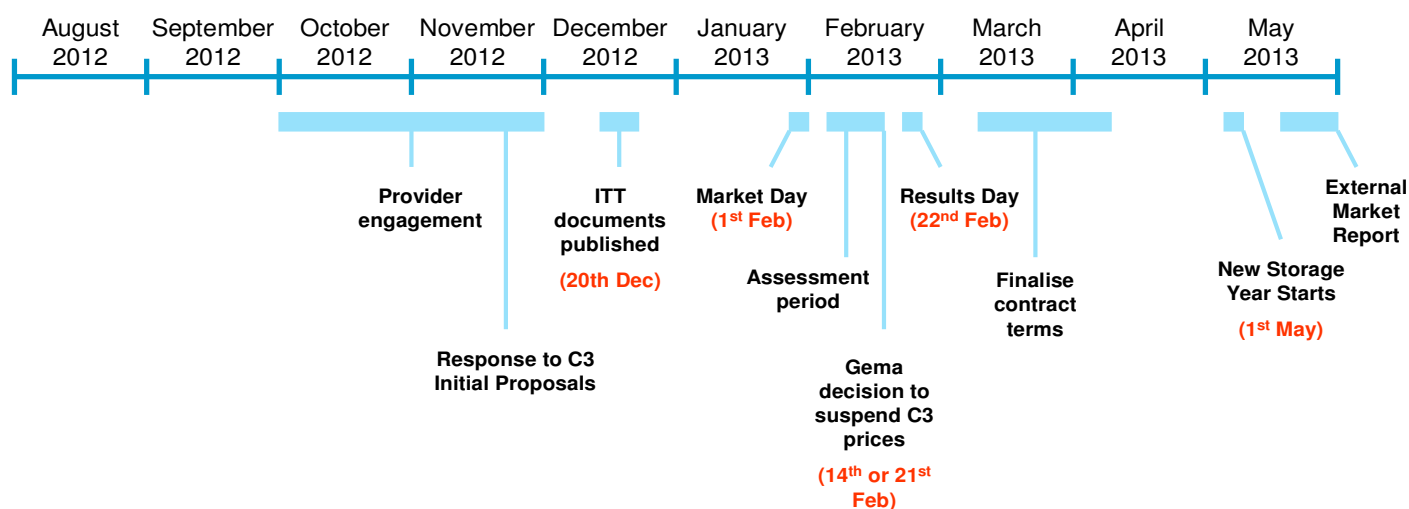 August
2012
September
2012
October
2012
November
2012
December
2012
January
2013
February
2013
March
2013
April
2013
May
2013
Provider
engagement
Response to C3
Initial Proposals
ITT
documents
published
(20th Dec)
Market Day
(1st Feb)
Assessment
period
Gema
decision to
suspend C3
prices
(14th or 21st
Feb)
Results Day
(22nd Feb)
Finalise
contract
terms
New Storage
Year Starts
(1st May)
External
Market
Report